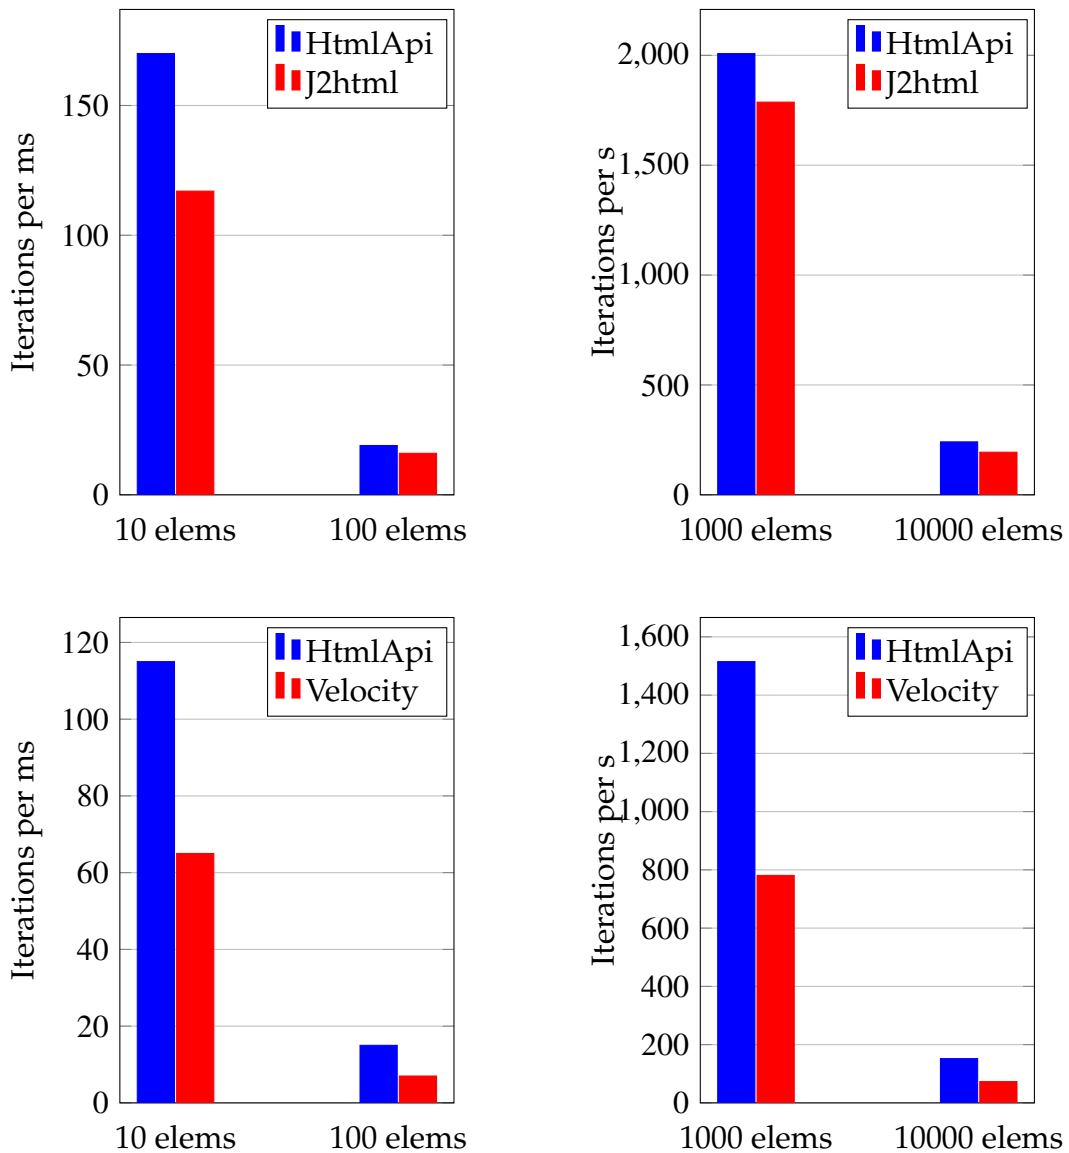 HtmlApi
J2html
150
100
50
0
Iterations per ms
10 elems
100 elems
HtmlApi
J2html
2,000
1,500
1,000
500
0
Iterations per s
1000 elems
10000 elems
HtmlApi
Velocity
120
100
80
60
40
20
0
Iterations per ms
10 elems
100 elems
HtmlApi
Velocity
1,600
1,400
1,200
1,000
800
600
400
200
0
Iterations per s
1000 elems
10000 elems